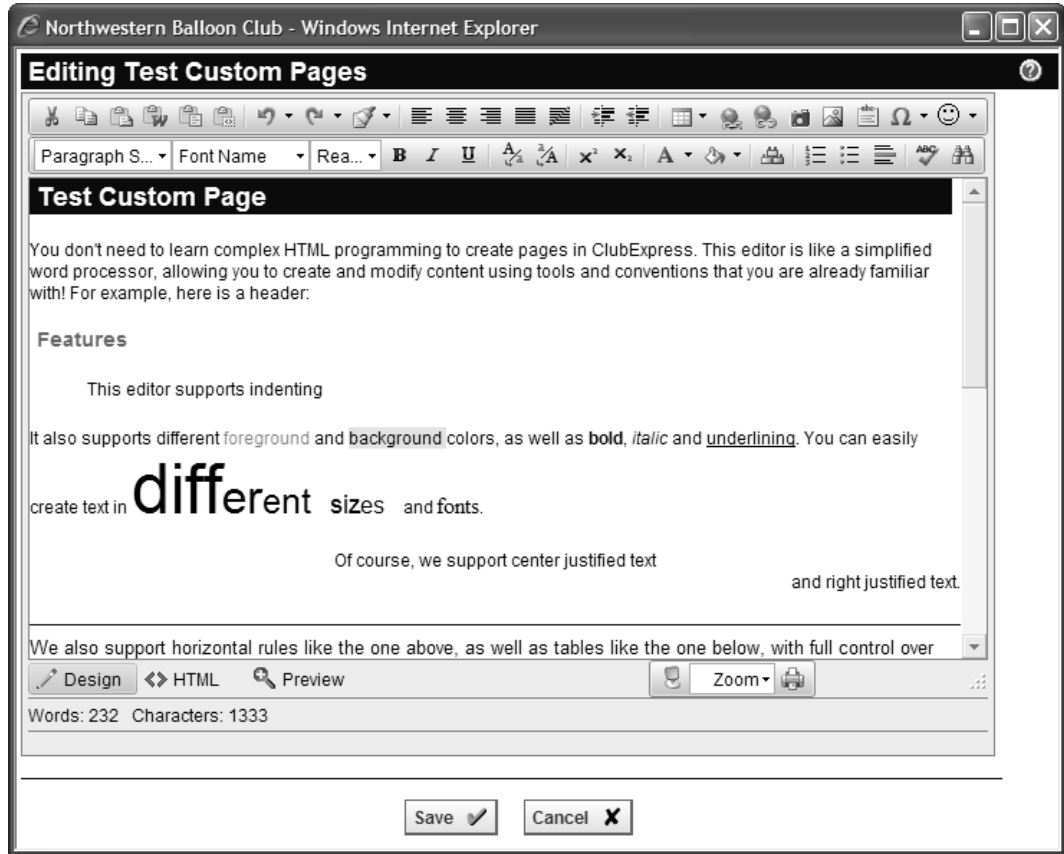 Northwestern Balloon Club - Windows Internet Explorer
Editing Test Custom Pages
Paragraph S... Font Name Rea... B I U
Test Custom Page
You don't need to learn complex HTML programming to create pages in ClubExpress. This editor is like a simplified
word processor, allowing you to create and modify content using tools and conventions that you are already familiar
with! For example, here is a header:
Features
This editor supports indenting
It also supports different foreground and background colors, as well as bold, italic and underlining. You can easily
create text in different sizes and fonts.
Of course, we support center justified text
and right justified text.
We also support horizontal rules like the one above, as well as tables like the one below, with full control over
Design HTML Preview Zoom
Words: 232 Characters: 1333
Save Cancel